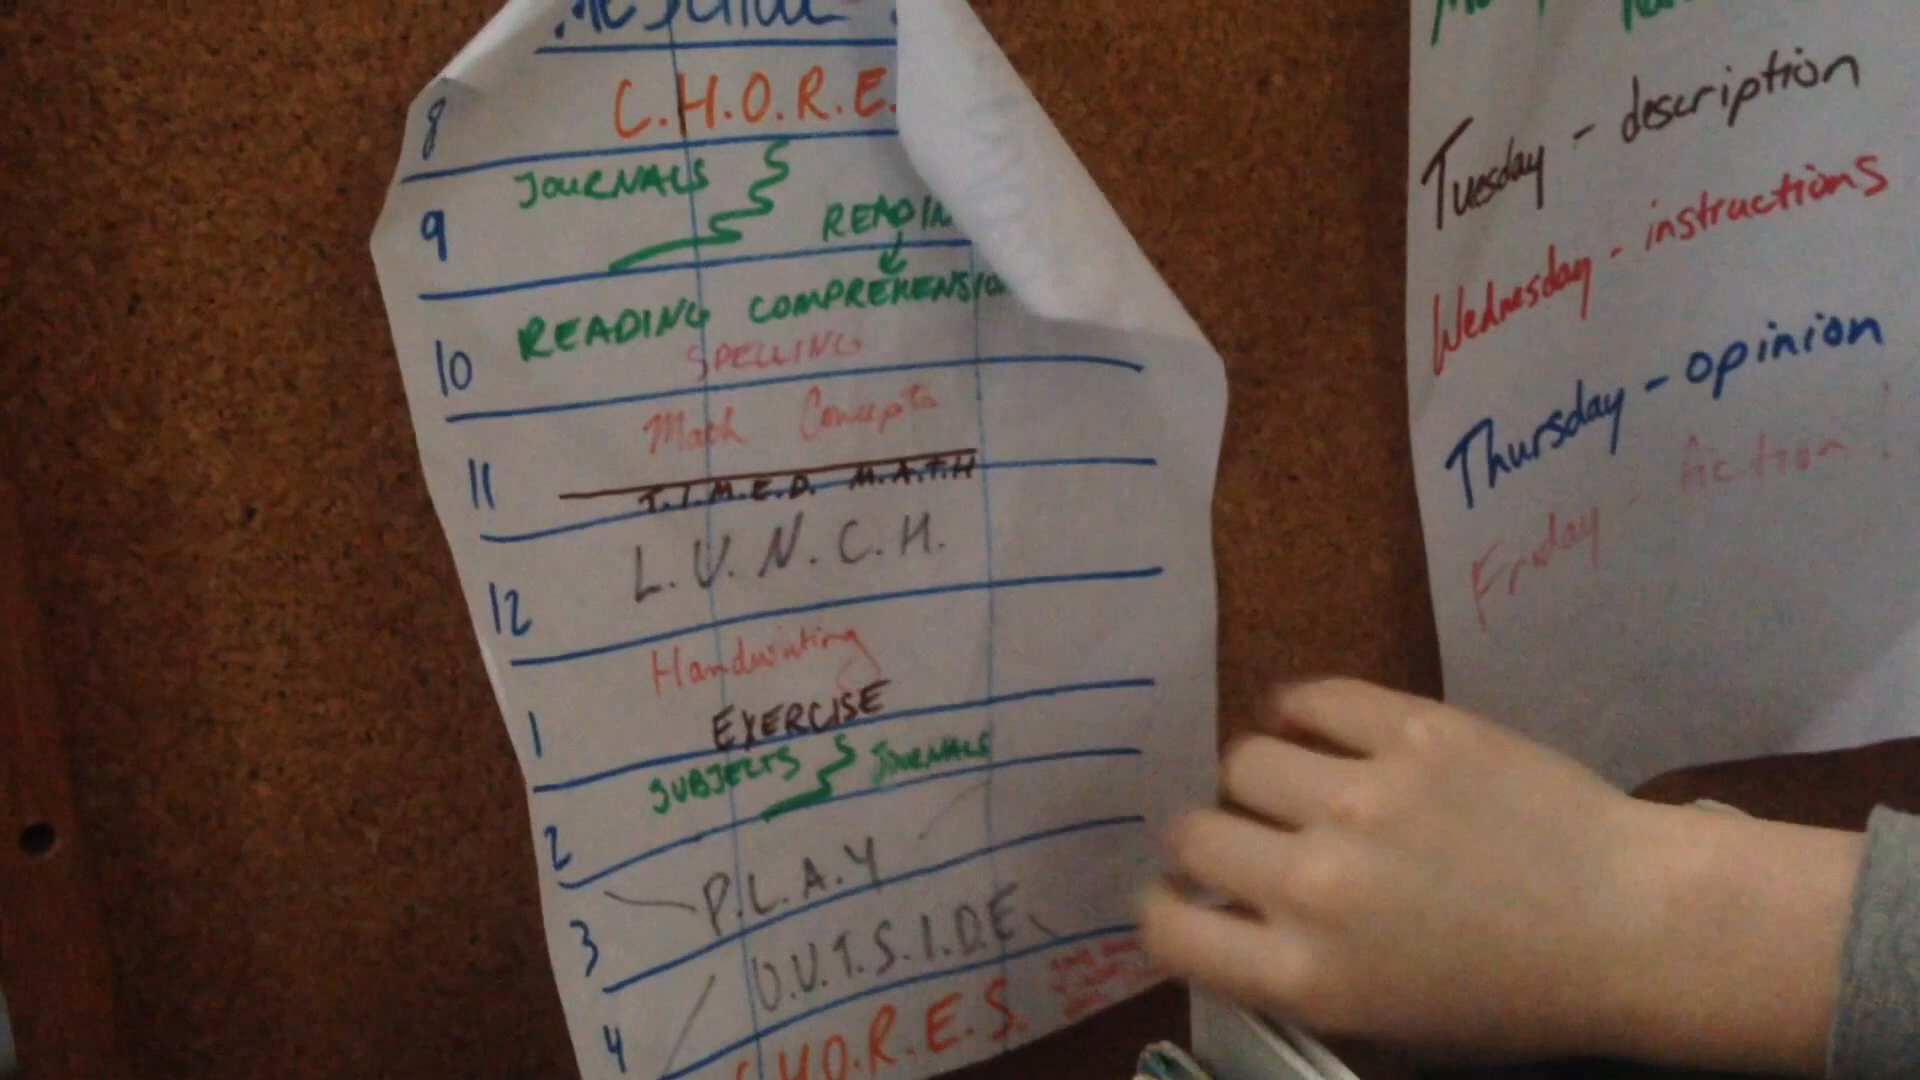 8 C.H.O.R.E.
JOURNALS
9 READIN
READING COMPREHENSIO
10 SPELLING
Math Concepts
11 T.I.M.E.D. M.A.T.H
L.U.N.C.H.
12
Handwriting
1 EXERCISE
SUBJECTS JOURNALS
2
P.L.A.Y
3
O.U.T.S.I.D.E.
4
C.H.O.R.E.S.
Tuesday - description
Wednesday - instructions
Thursday - opinion
Friday fiction!